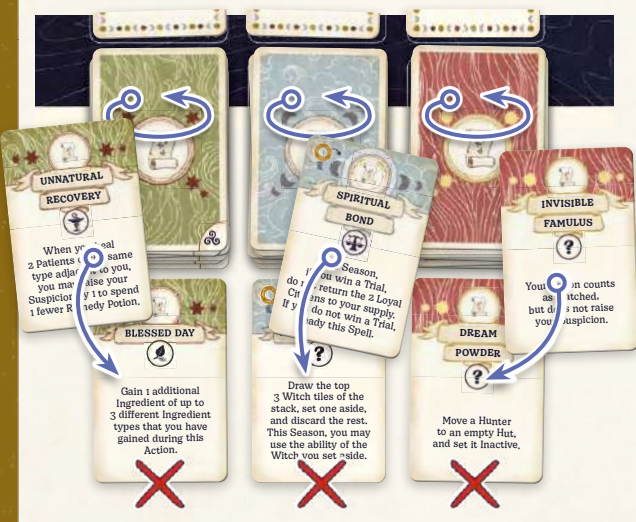 UNNATURAL
RECOVERY
When you heal
2 Patients same
type adjacent to you,
you may raise your
Suspicion by 1 to spend
1 fewer Remedy Potion.
SPIRITUAL
BOND
Season,
if you win a Trial,
do not return the 2 Loyal
Citizens to your supply.
If you do not win a Trial,
ready this Spell.
INVISIBLE
FAMULUS
Your counts
as hatched.
but does not raise
your Suspicion.
BLESSED DAY
Gain 1 additional
Ingredient of up to
3 different Ingredient
types that you have
gained during this
Action.
Draw the top
3 Witch tiles of the
stack, set one aside,
and discard the rest.
This Season, you may
use the ability of the
Witch you set aside.
DREAM
POWDER
Move a Hunter
to an empty Hut,
and set it Inactive.